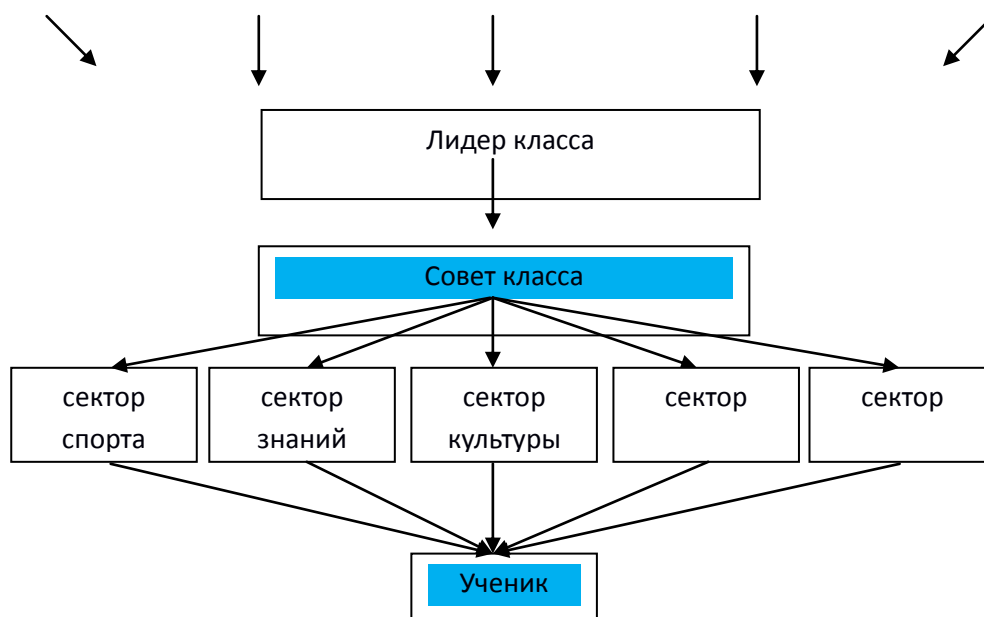 Лидер класса
Совет класса
сектор
спорта
сектор
знаний
сектор
культуры
сектор
сектор
Ученик